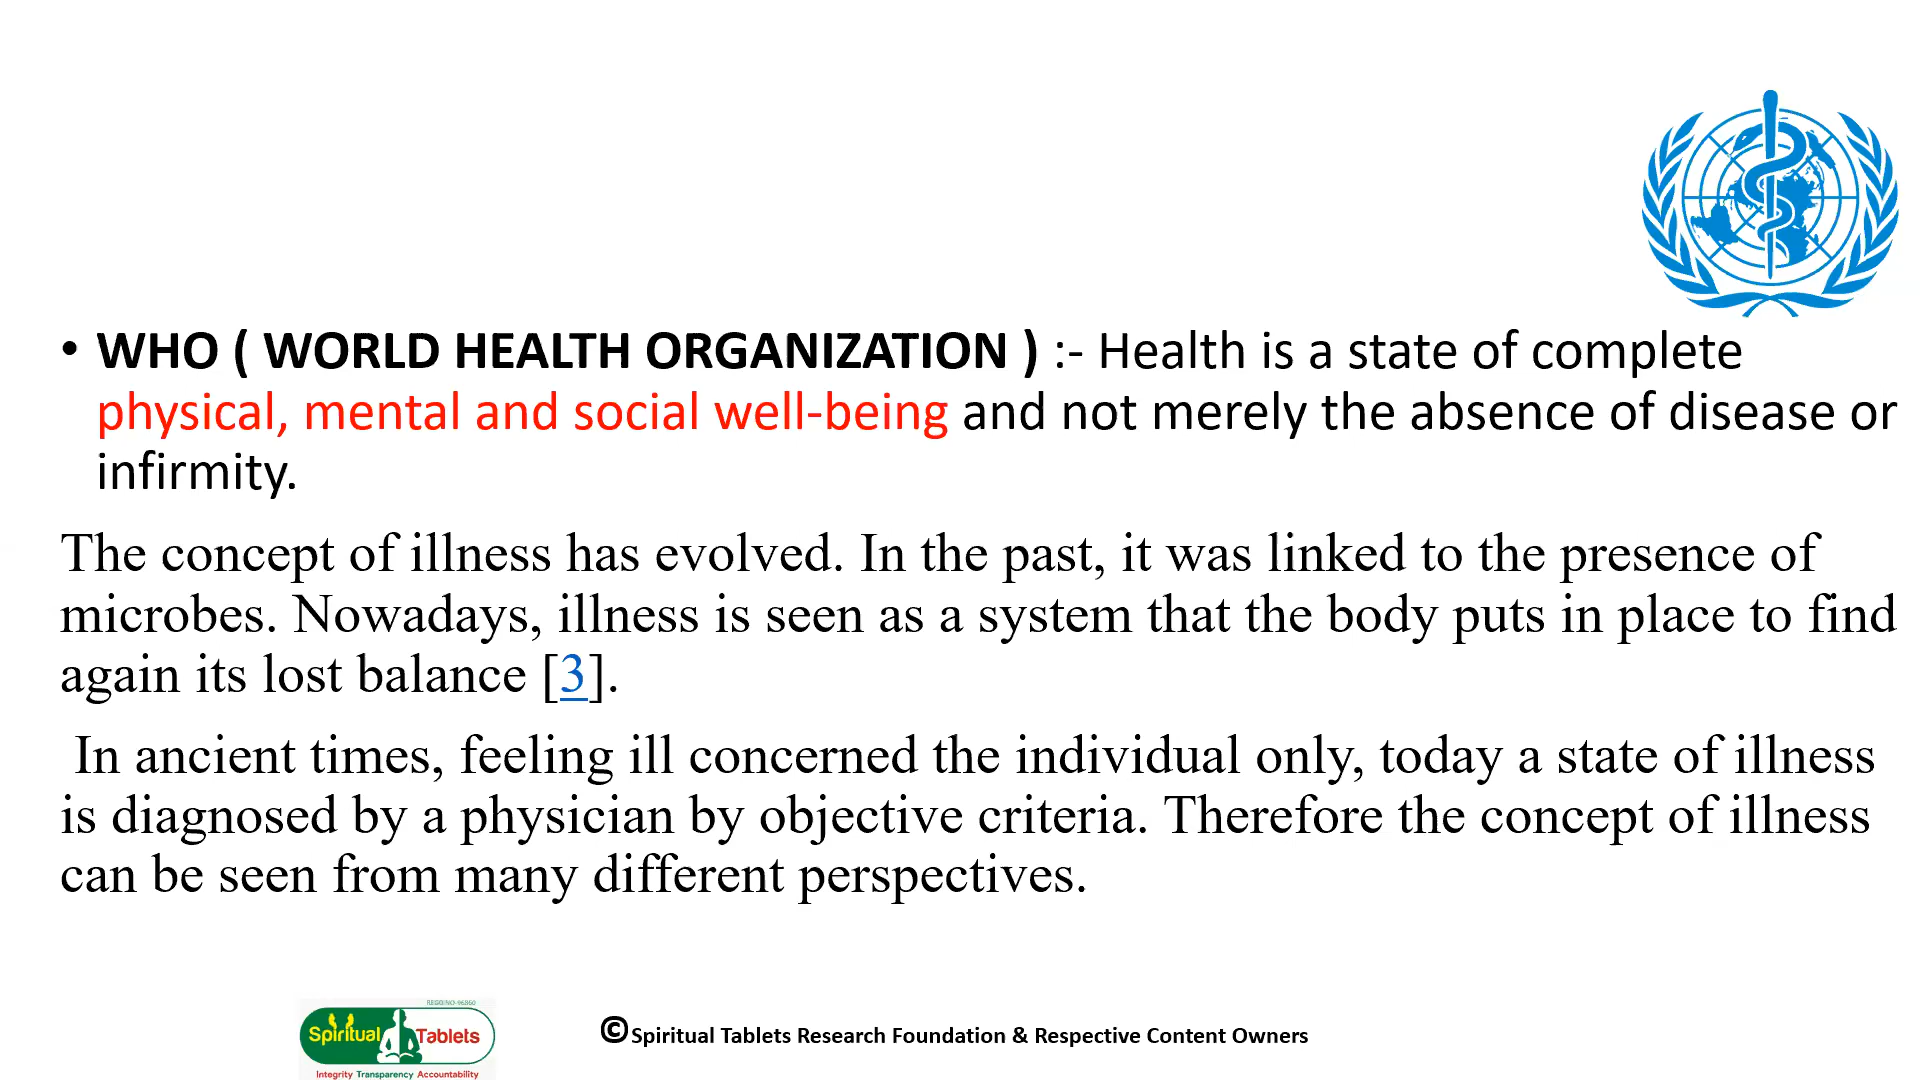 • WHO ( WORLD HEALTH ORGANIZATION ) :- Health is a state of complete
physical, mental and social well-being and not merely the absence of disease or
infirmity.
The concept of illness has evolved. In the past, it was linked to the presence of
microbes. Nowadays, illness is seen as a system that the body puts in place to find
again its lost balance [3].
In ancient times, feeling ill concerned the individual only, today a state of illness
is diagnosed by a physician by objective criteria. Therefore the concept of illness
can be seen from many different perspectives.
Spiritual Tablets
Integrity Transparency Accountability
©Spiritual Tablets Research Foundation & Respective Content Owners